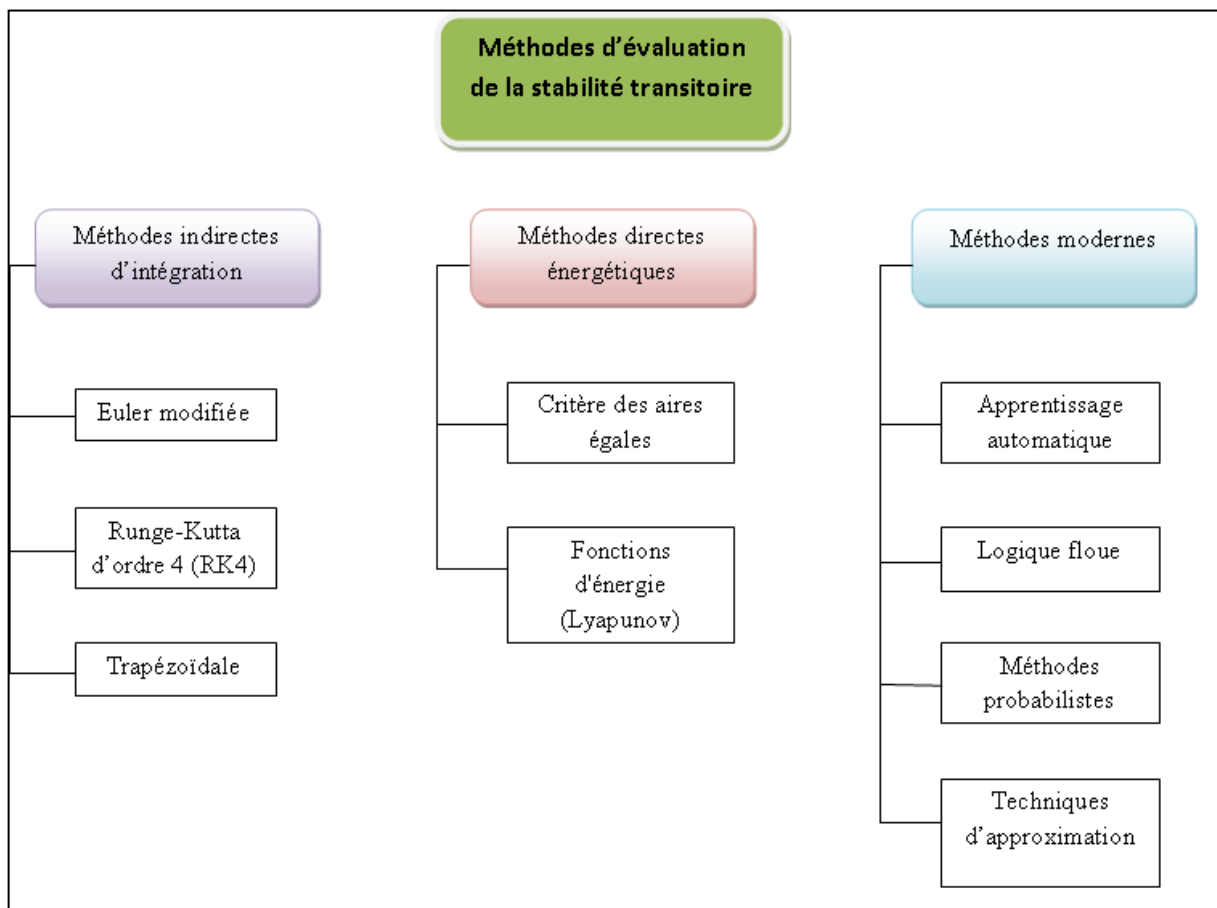 Méthodes d’évaluation
de la stabilité transitoire
Méthodes indirectes
d’intégration
Euler modifiée
Runge-Kutta
d’ordre 4 (RK4)
Trapézoïdale
Méthodes directes
énergétiques
Critère des aires
égales
Fonctions
d'énergie
(Lyapunov)
Méthodes modernes
Apprentissage
automatique
Logique floue
Méthodes
probabilistes
Techniques
d’approximation